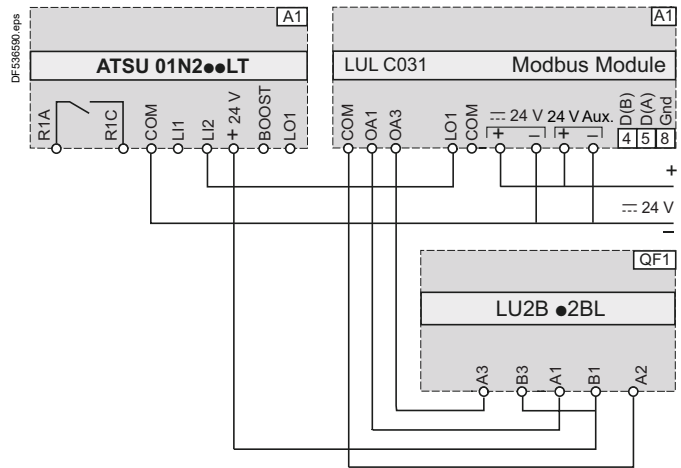 DF536590.eps
A1
ATSU 01N2●●LT
R1A
R1C
COM
LI1
LI2
+ 24 V
BOOST
LO1
A1
LUL C031 Modbus Module
COM
OA1
OA3
LO1
COM
⎓ 24 V
24 V Aux.
D(B)
D(A)
Gnd
+ – + –
4 5 8
+
⎓ 24 V
–
QF1
LU2B ●2BL
A3
B3
A1
B1
A2